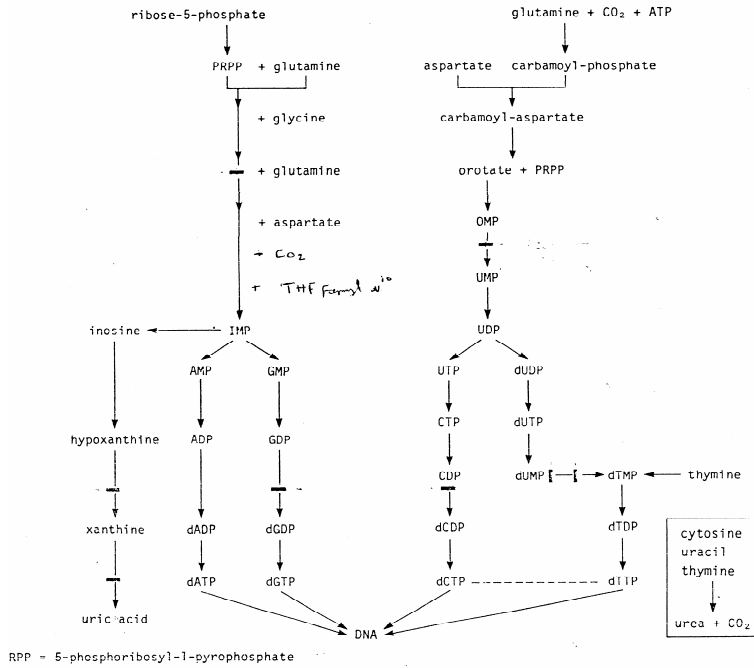 ribose-5-phosphate
glutamine + CO₂ + ATP
PRPP + glutamine
aspartate carbamoyl-phosphate
+ glycine
carbamoyl-aspartate
+ glutamine
orotate + PRPP
+ aspartate
OMP
+ CO₂
UMP
+ THF
inosine
IMP
UDP
AMP
GMP
UTP
dUDP
hypoxanthine
ADP
GDP
CTP
dUTP
CDP
dUMP
dTMP
thymine
xanthine
dADP
dGDP
dCDP
dTDP
cytosine
uracil
thymine
dATP
dGTP
dCTP
dTTP
uric acid
urea + CO₂
DNA
RPP = 5-phosphoribosyl-1-pyrophosphate